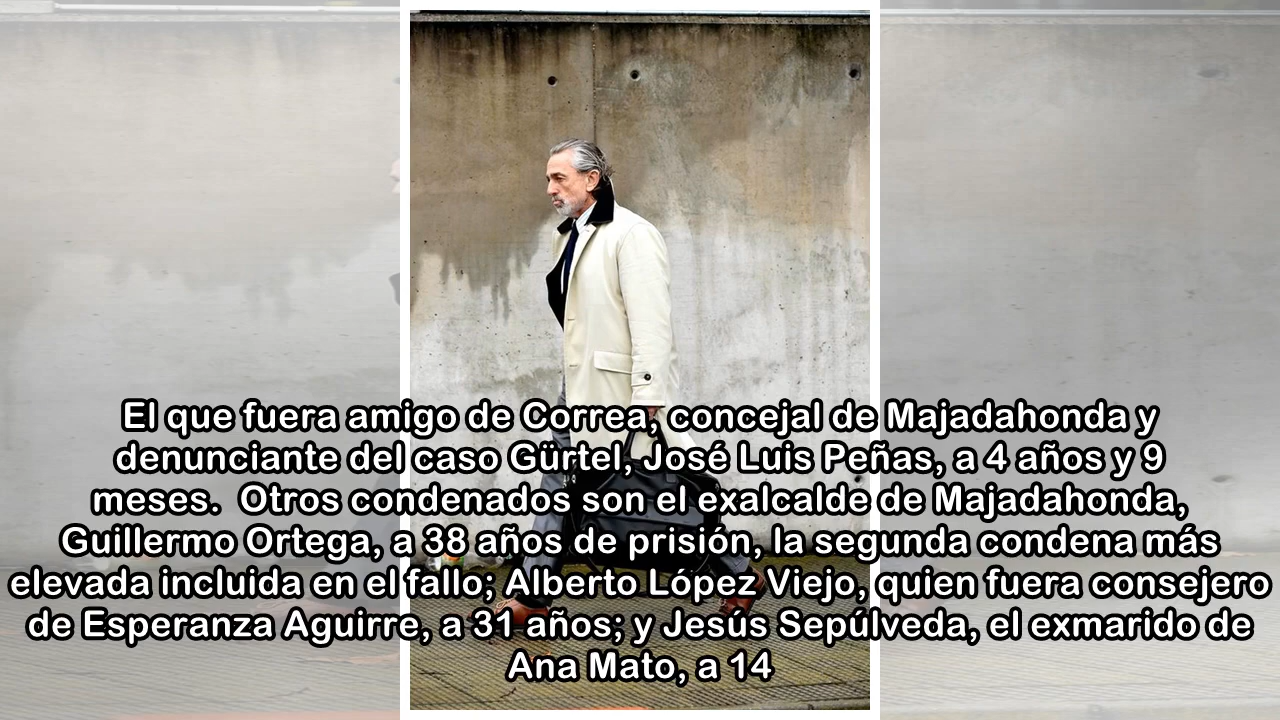 El que fuera amigo de Correa, concejal de Majadahonda y
denunciante del caso Gürtel, José Luis Peñas, a 4 años y 9
meses.  Otros condenados son el exalcalde de Majadahonda,
Guillermo Ortega, a 38 años de prisión, la segunda condena más
elevada incluida en el fallo; Alberto López Viejo, quien fuera consejero
de Esperanza Aguirre, a 31 años; y Jesús Sepúlveda, el exmarido de
Ana Mato, a 14